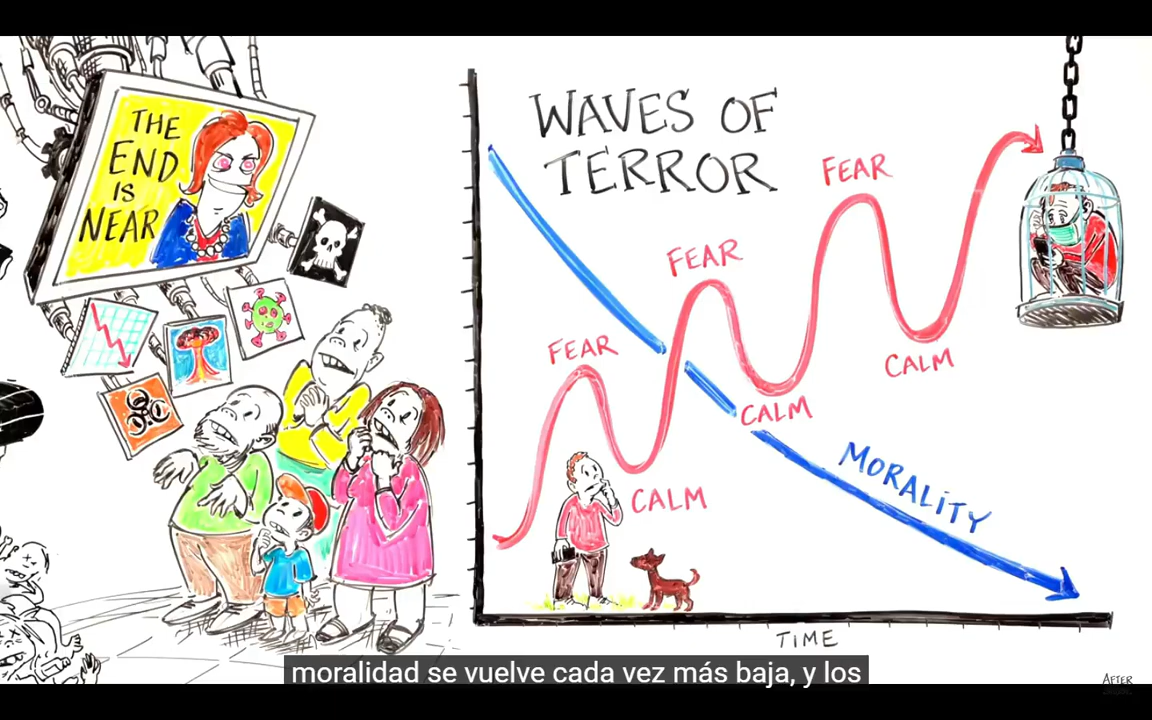 THE
END
IS
NEAR
WAVES OF
TERROR
FEAR
FEAR
FEAR
CALM
CALM
CALM
MORALITY
TIME
moralidad se vuelve cada vez más baja, y los
AFTER